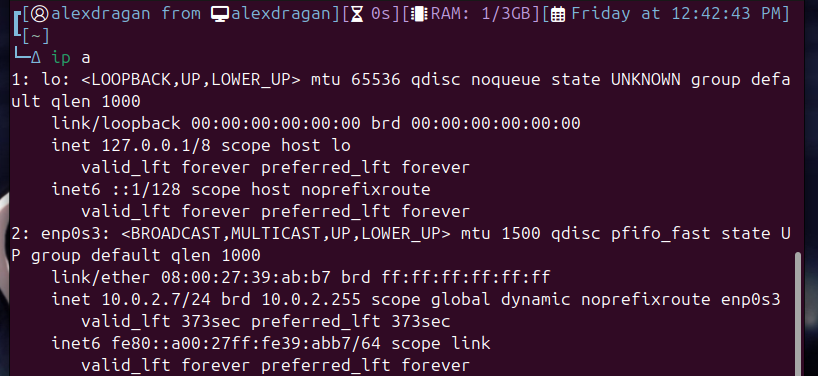 [alexdragan from alexdragan][0s][RAM: 1/3GB][Friday at 12:42:43 PM]
[~]
Δ ip a
1: lo: <LOOPBACK,UP,LOWER_UP> mtu 65536 qdisc noqueue state UNKNOWN group defa
ult qlen 1000
link/loopback 00:00:00:00:00:00 brd 00:00:00:00:00:00
inet 127.0.0.1/8 scope host lo
valid_lft forever preferred_lft forever
inet6 ::1/128 scope host noprefixroute
valid_lft forever preferred_lft forever
2: enp0s3: <BROADCAST,MULTICAST,UP,LOWER_UP> mtu 1500 qdisc pfifo_fast state U
P group default qlen 1000
link/ether 08:00:27:39:ab:b7 brd ff:ff:ff:ff:ff:ff
inet 10.0.2.7/24 brd 10.0.2.255 scope global dynamic noprefixroute enp0s3
valid_lft 373sec preferred_lft 373sec
inet6 fe80::a00:27ff:fe39:abb7/64 scope link
valid_lft forever preferred_lft forever